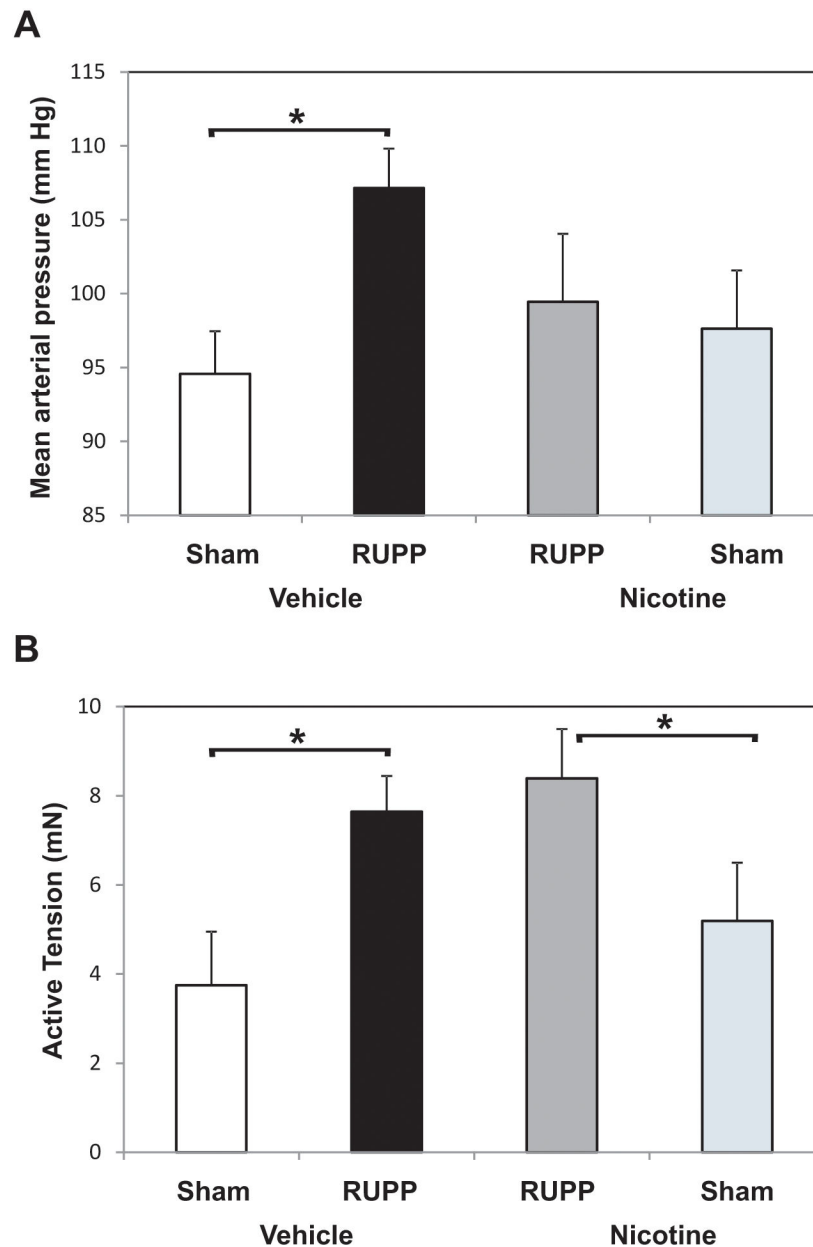 A
Mean arterial pressure (mm Hg)
115
110
105
100
95
90
85
*
Sham RUPP RUPP Sham
Vehicle Nicotine
B
Active Tension (mN)
10
8
6
4
2
0
* *
Sham RUPP RUPP Sham
Vehicle Nicotine